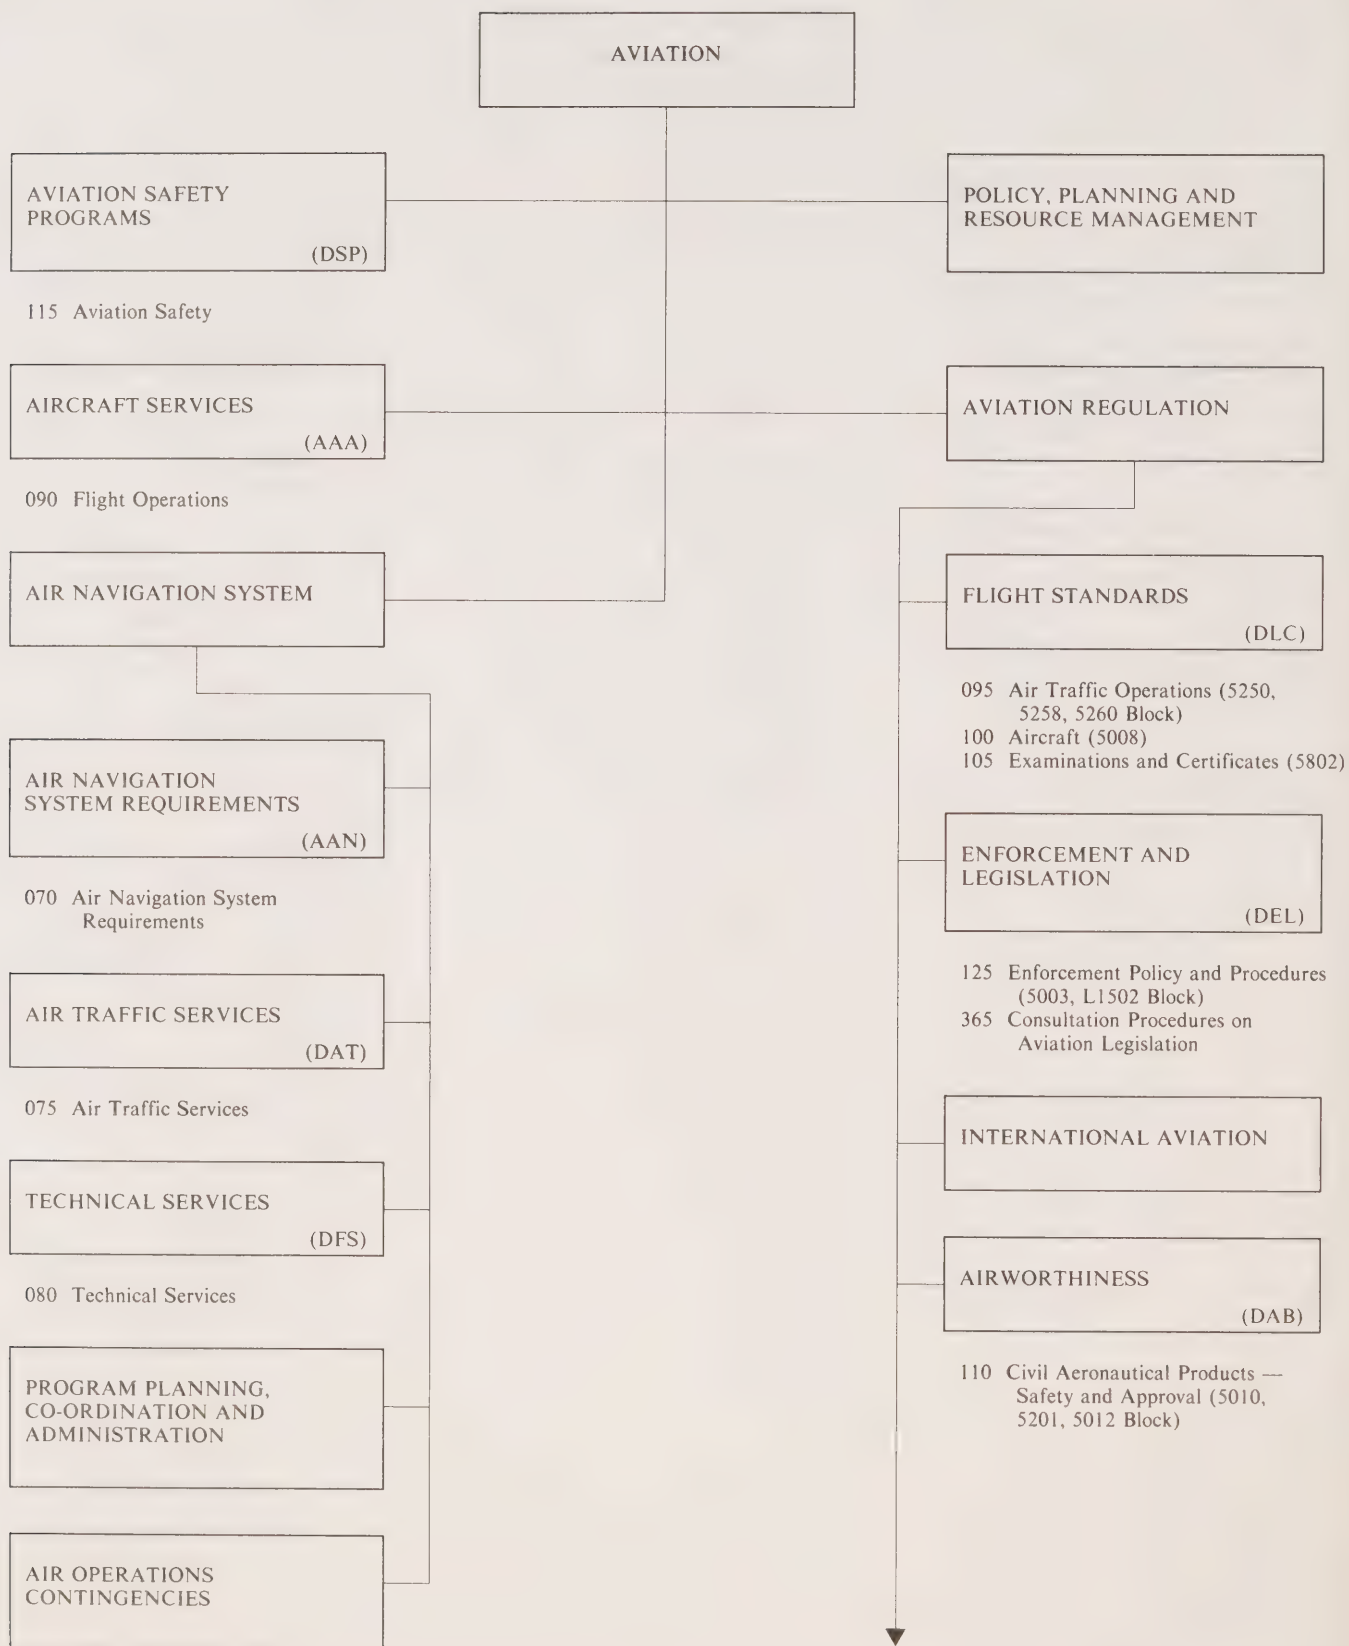 AVIATION
AVIATION SAFETY
PROGRAMS
(DSP)
115 Aviation Safety
AIRCRAFT SERVICES
(AAA)
090 Flight Operations
AIR NAVIGATION SYSTEM
AIR NAVIGATION
SYSTEM REQUIREMENTS
(AAN)
070 Air Navigation System
Requirements
AIR TRAFFIC SERVICES
(DAT)
075 Air Traffic Services
TECHNICAL SERVICES
(DFS)
080 Technical Services
PROGRAM PLANNING,
CO-ORDINATION AND
ADMINISTRATION
AIR OPERATIONS
CONTINGENCIES
POLICY, PLANNING AND
RESOURCE MANAGEMENT
AVIATION REGULATION
FLIGHT STANDARDS
(DLC)
095 Air Traffic Operations (5250,
5258, 5260 Block)
100 Aircraft (5008)
105 Examinations and Certificates (5802)
ENFORCEMENT AND
LEGISLATION
(DEL)
125 Enforcement Policy and Procedures
(5003, L1502 Block)
365 Consultation Procedures on
Aviation Legislation
INTERNATIONAL AVIATION
AIRWORTHINESS
(DAB)
110 Civil Aeronautical Products —
Safety and Approval (5010,
5201, 5012 Block)